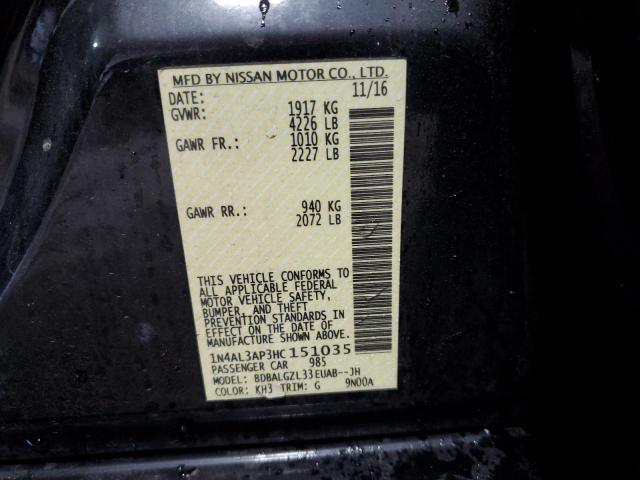 MFD BY NISSAN MOTOR CO., LTD.
DATE: 11/16
GVWR: 1917 KG
4226 LB
GAWR FR.: 1010 KG
2227 LB
GAWR RR.: 940 KG
2072 LB
THIS VEHICLE CONFORMS TO
ALL APPLICABLE FEDERAL
MOTOR VEHICLE SAFETY,
BUMPER, AND THEFT
PREVENTION STANDARDS IN
EFFECT ON THE DATE OF
MANUFACTURE SHOWN ABOVE.
1N4AL3AP3HC151035
PASSENGER CAR 985
MODEL: BDBALGZL33EUAB--JH
COLOR: KH3 TRIM: G 9N00A